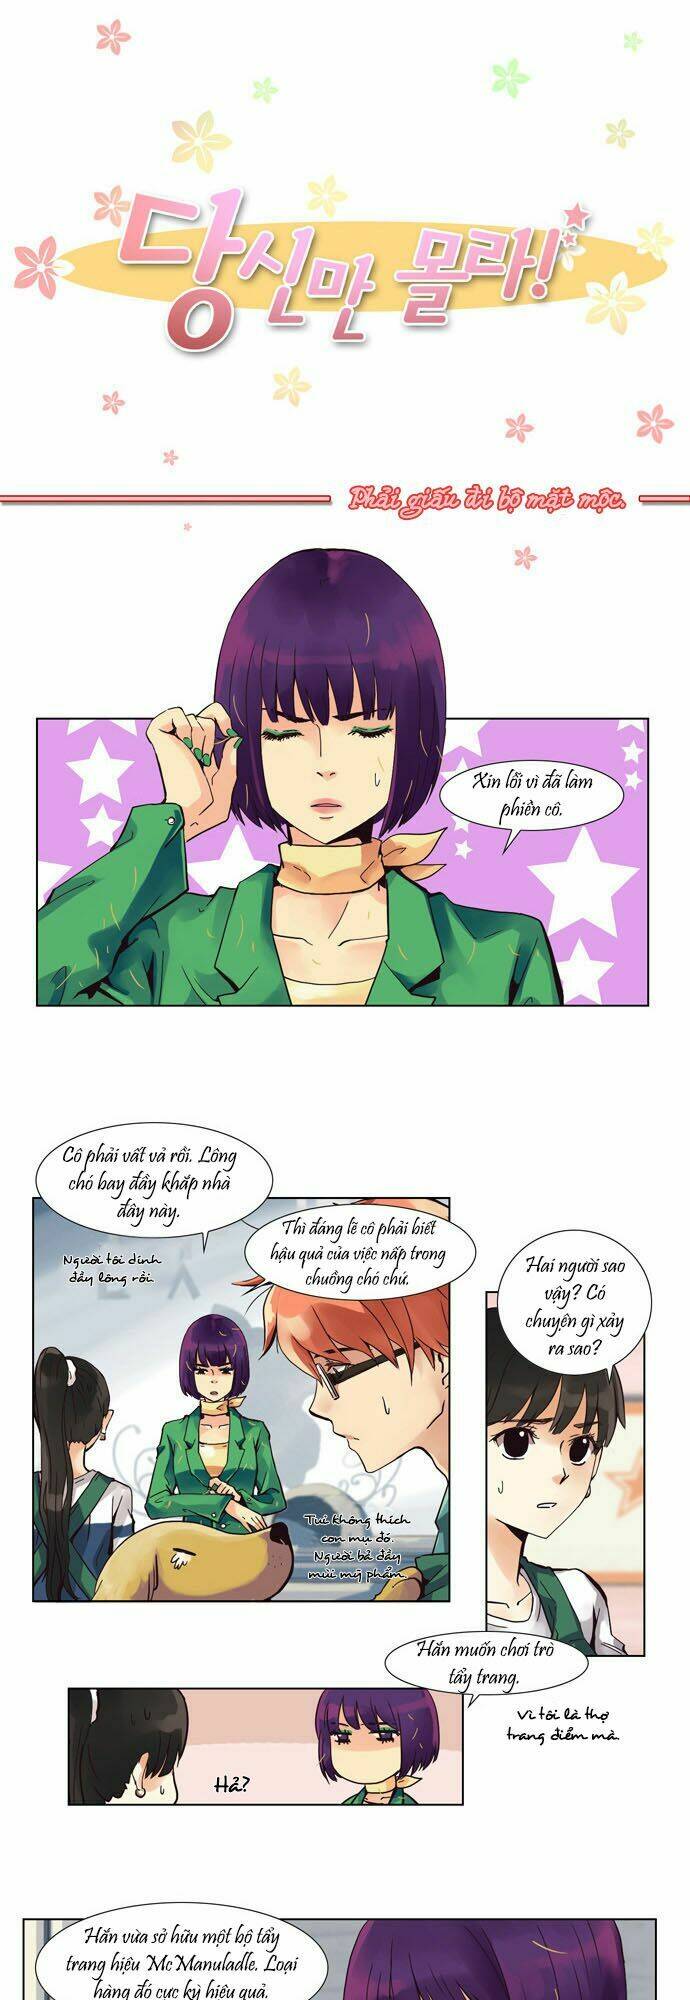 당신만 몰라!
Phải giấu đi bộ mặt mộc.
Xin lỗi vì đã làm
phiền cô.
Cô phải vất vả rồi. Lông
chó bay đầy khắp nhà
đây này.
Người tôi dính
đầy lông rồi.
Thì đáng lẽ cô phải biết
hậu quả của việc nấp trong
chuồng chó chứ.
Tui không thích
con mụ đó.
Người bả đầy
mùi mỹ phẩm.
Hai người sao
vậy? Có
chuyện gì xảy
ra sao?
Hắn muốn chơi trò
tẩy trang.
Vì tôi là thợ
trang điểm mà.
Hả?
Hắn vừa sở hữu một bộ tẩy
trang hiệu McManuladle. Loại
hàng đó cực kỳ hiệu quả.